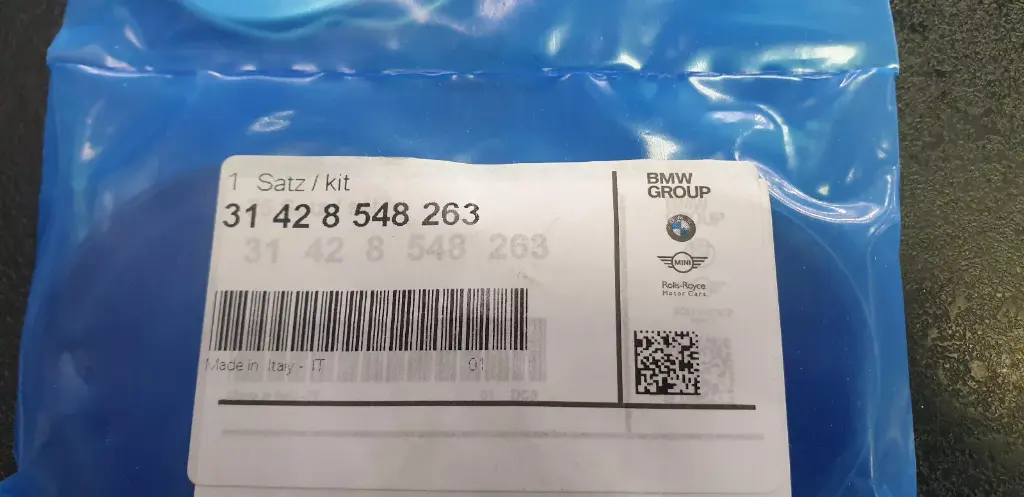 1 Satz / kit
31 42 8 548 263
31 42 8 548 263
Made in Italy - IT 01
BMW
GROUP
MINI
Rolls-Royce
Motor Cars